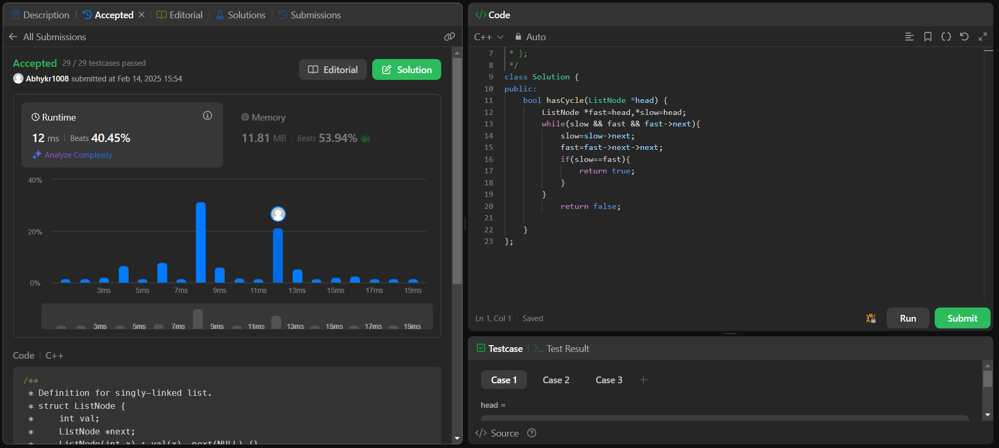 Description | Accepted × | Editorial | Solutions | Submissions
All Submissions
Accepted 29 / 29 testcases passed
Abhykr1008 submitted at Feb 14, 2025 15:54
Editorial
Solution
Runtime
12 ms | Beats 40.45%
Analyze Complexity
Memory
11.81 MB | Beats 53.94%
40%
20%
0%
3ms 5ms 7ms 9ms 11ms 13ms 15ms 17ms 19ms
3ms 5ms 7ms 9ms 11ms 13ms 15ms 17ms 19ms
Code | C++
/**
* Definition for singly-linked list.
* struct ListNode {
*     int val;
*     ListNode *next;
*     ListNode(int x) : val(x), next(NULL) {}
</> Code
C++ Auto
7 * };
8 */
9 class Solution {
10 public:
11     bool hasCycle(ListNode *head) {
12         ListNode *fast=head,*slow=head;
13         while(slow && fast && fast->next){
14             slow=slow->next;
15             fast=fast->next->next;
16             if(slow==fast){
17                 return true;
18             }
19         }
20             return false;
21
22     }
23 };
Ln 1, Col 1 | Saved
Run
Submit
Testcase | >_ Test Result
Case 1 Case 2 Case 3 +
head =
</> Source ?